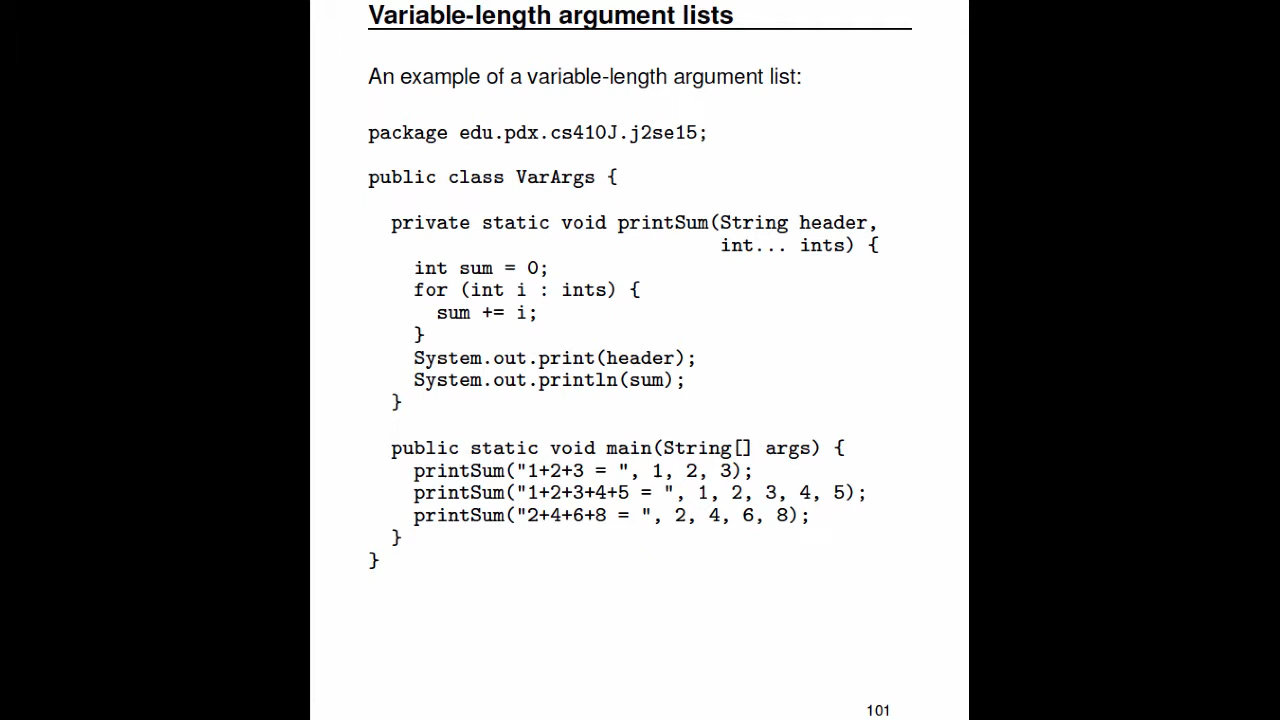 Variable-length argument lists
An example of a variable-length argument list:
package edu.pdx.cs410J.j2se15;
public class VarArgs {
private static void printSum(String header,
int... ints) {
int sum = 0;
for (int i : ints) {
sum += i;
}
System.out.print(header);
System.out.println(sum);
}
public static void main(String[] args) {
printSum("1+2+3 = ", 1, 2, 3);
printSum("1+2+3+4+5 = ", 1, 2, 3, 4, 5);
printSum("2+4+6+8 = ", 2, 4, 6, 8);
}
}
101